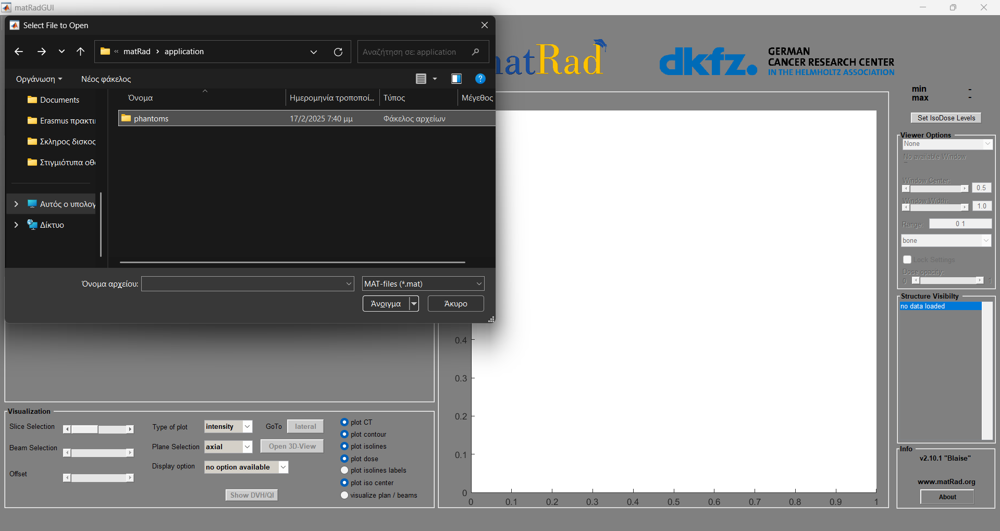 matRadGUI
Select File to Open
« matRad › application
Αναζήτηση σε: application
Οργάνωση
Νέος φάκελος
Documents
Erasmus πρακτι
Σκληρος δισκος
Στιγμιότυπα οθ
Αυτός ο υπολογ
Δίκτυο
Όνομα
Ημερομηνία τροποποί...
Τύπος
Μέγεθος
phantoms
17/2/2025 7:40 μμ
Φάκελος αρχείων
Όνομα αρχείου:
MAT-files (*.mat)
Άνοιγμα
Άκυρο
atRad
dkfz.
GERMAN
CANCER RESEARCH CENTER
IN THE HELMHOLTZ ASSOCIATION
min -
max -
Set IsoDose Levels
Viewer Options
None
No available Window
Window Center:
0.5
Window Width:
1.0
Range:
0 1
bone
Lock Settings
Dose opacity:
0 1
Structure Visibilty
no data loaded
Info
v2.10.1 "Blaise"
www.matRad.org
About
0.4
0.3
0.2
0.1
0
0 0.1 0.2 0.3 0.4 0.5 0.6 0.7 0.8 0.9 1
Visualization
Slice Selection
Beam Selection
Offset
Type of plot
intensity
GoTo
lateral
Plane Selection
axial
Open 3D-View
Display option
no option available
Show DVH/QI
plot CT
plot contour
plot isolines
plot dose
plot isolines labels
plot iso center
visualize plan / beams